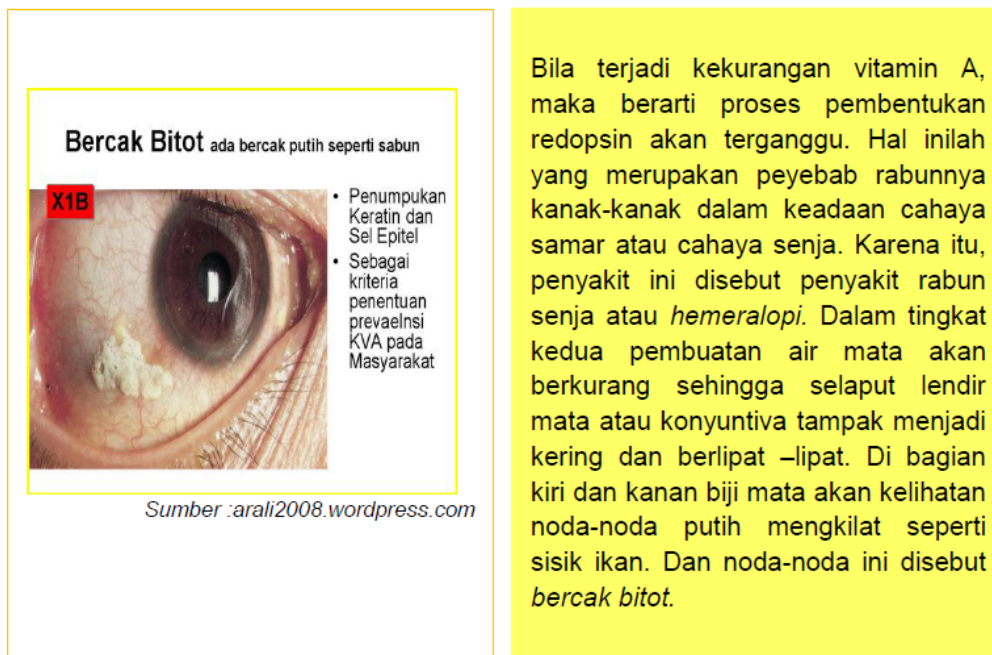 Bercak Bitot ada bercak putih seperti sabun
X1B
• Penumpukan
Keratin dan
Sel Epitel
• Sebagai
kriteria
penentuan
prevaelnsi
KVA pada
Masyarakat
Sumber :arali2008.wordpress.com
Bila terjadi kekurangan vitamin A,
maka berarti proses pembentukan
redopsin akan terganggu. Hal inilah
yang merupakan peyebab rabunnya
kanak-kanak dalam keadaan cahaya
samar atau cahaya senja. Karena itu,
penyakit ini disebut penyakit rabun
senja atau hemeralopi. Dalam tingkat
kedua pembuatan air mata akan
berkurang sehingga selaput lendir
mata atau konyuntiva tampak menjadi
kering dan berlipat –lipat. Di bagian
kiri dan kanan biji mata akan kelihatan
noda-noda putih mengkilat seperti
sisik ikan. Dan noda-noda ini disebut
bercak bitot.